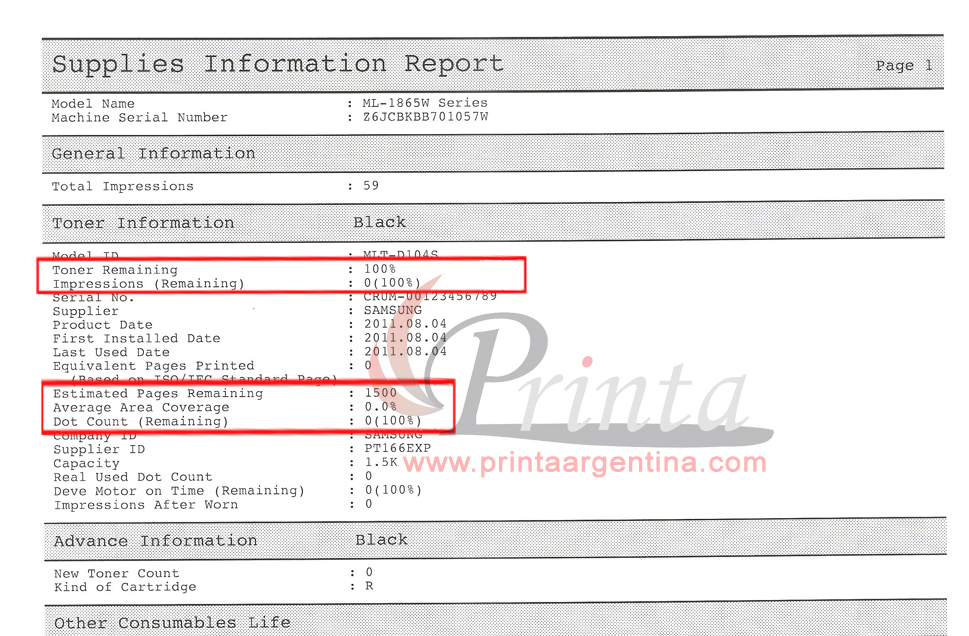 Supplies Information Report Page 1
Model Name : ML-1865W Series
Machine Serial Number : Z6JCBKBB701057W
General Information
Total Impressions : 59
Toner Information Black
Model ID : MLT-D104S
Toner Remaining : 100%
Impressions (Remaining) : 0(100%)
Serial No. : CRUM-00123456789
Supplier : SAMSUNG
Product Date : 2011.08.04
First Installed Date : 2011.08.04
Last Used Date : 2011.08.04
Equivalent Pages Printed : 0
(Based on ISO/IEC Standard Page)
Estimated Pages Remaining : 1500
Average Area Coverage : 0.0%
Dot Count (Remaining) : 0(100%)
Company ID : SAMSUNG
Supplier ID : PT166EXP
Capacity : 1.5K
Real Used Dot Count : 0
Deve Motor on Time (Remaining) : 0(100%)
Impressions After Worn : 0
Printa
www.printaargentina.com
Advance Information Black
New Toner Count : 0
Kind of Cartridge : R
Other Consumables Life